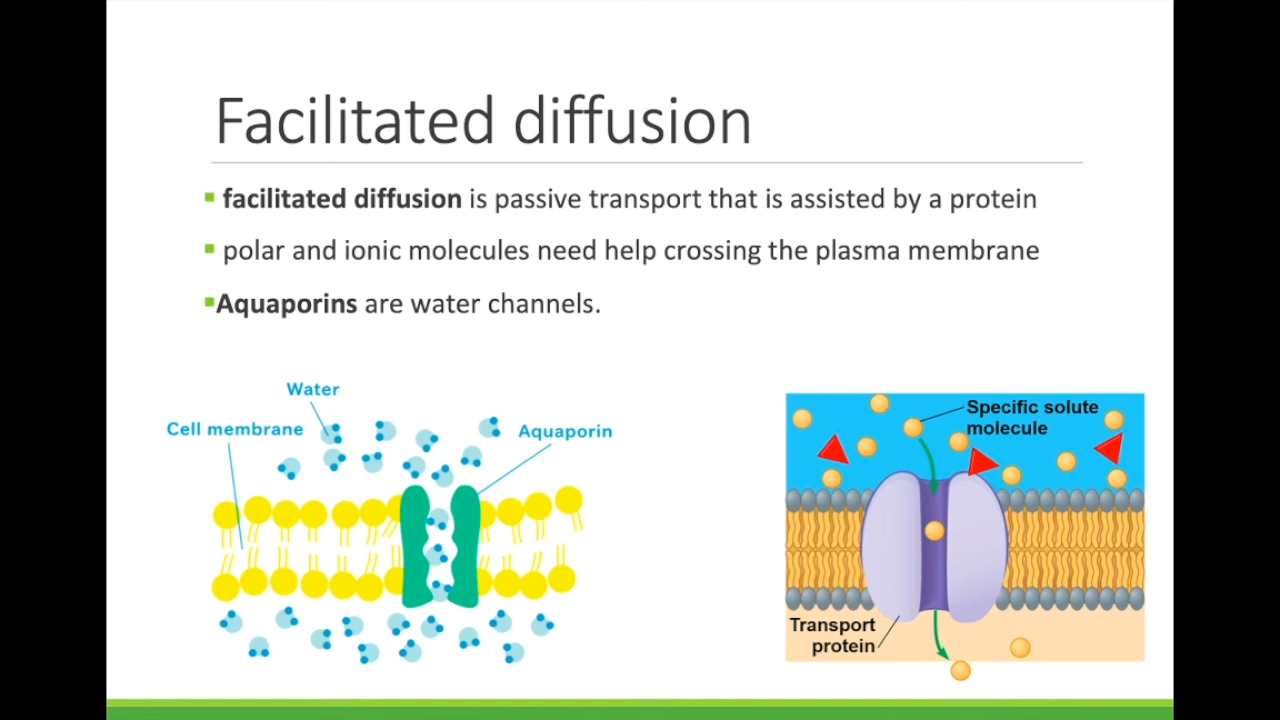 Facilitated diffusion
facilitated diffusion is passive transport that is assisted by a protein
polar and ionic molecules need help crossing the plasma membrane
Aquaporins are water channels.
Water
Cell membrane
Aquaporin
Specific solute
molecule
Transport
protein